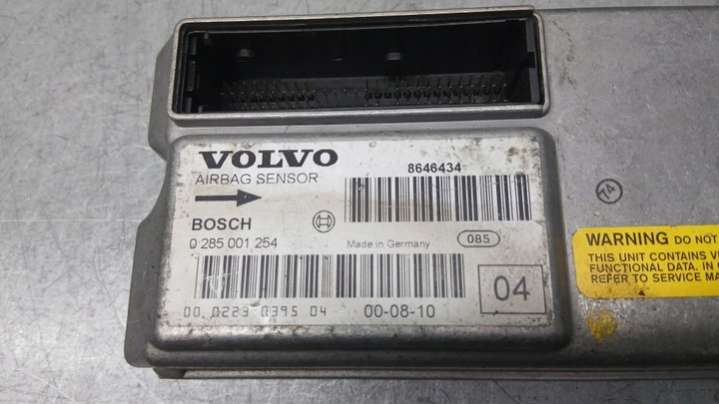 VOLVO
AIRBAG SENSOR
8646434
BOSCH
0 285 001 254
Made in Germany
085
00 0223 0395 04
00-08-10
04
74
WARNING DO NOT
THIS UNIT CONTAINS
FUNCTIONAL DATA. IN
REFER TO SERVICE